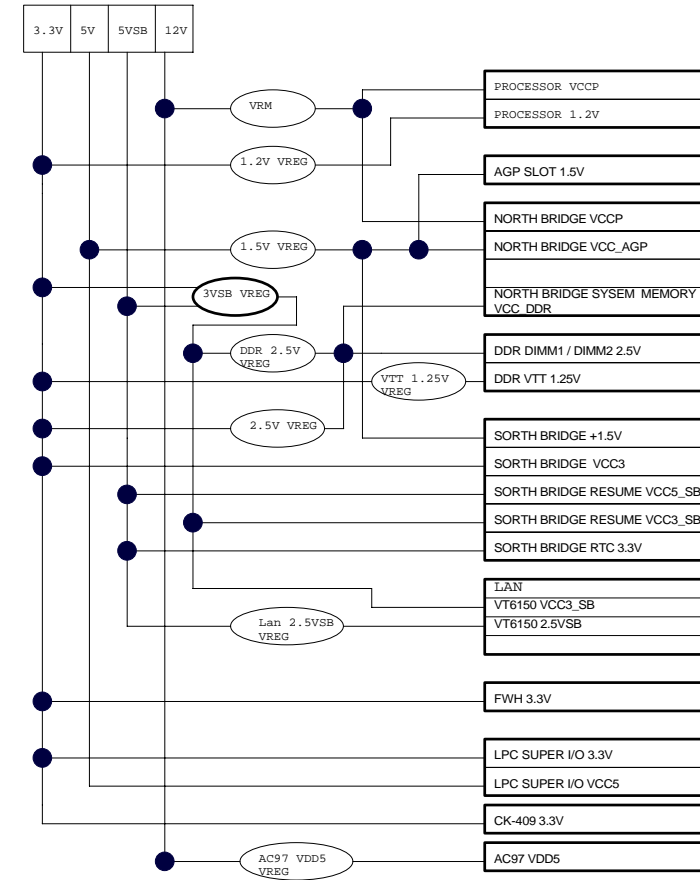 3.3V 5V 5VSB 12V
PROCESSOR VCCP
VRM
PROCESSOR 1.2V
1.2V VREG
AGP SLOT 1.5V
NORTH BRIDGE VCCP
1.5V VREG
NORTH BRIDGE VCC_AGP
3VSB VREG
NORTH BRIDGE SYSEM MEMORY
VCC_DDR
DDR 2.5V
VREG
DDR DIMM1 / DIMM2 2.5V
VTT 1.25V
VREG
DDR VTT 1.25V
2.5V VREG
SORTH BRIDGE +1.5V
SORTH BRIDGE VCC3
SORTH BRIDGE RESUME VCC5_SB
SORTH BRIDGE RESUME VCC3_SB
SORTH BRIDGE RTC 3.3V
LAN
VT6150 VCC3_SB
Lan 2.5VSB
VREG
VT6150 2.5VSB
FWH 3.3V
LPC SUPER I/O 3.3V
LPC SUPER I/O VCC5
CK-409 3.3V
AC97 VDD5
VREG
AC97 VDD5